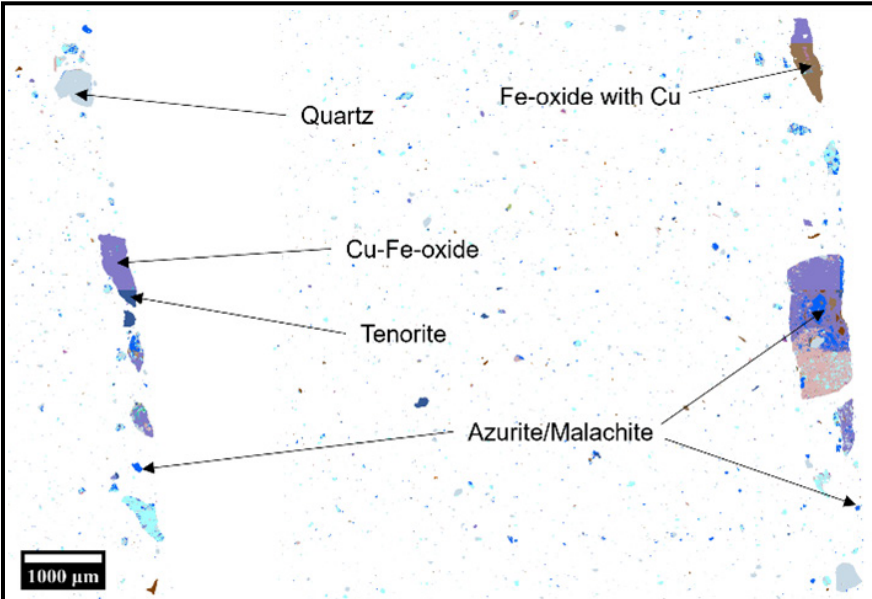 Quartz
Fe-oxide with Cu
Cu-Fe-oxide
Tenorite
Azurite/Malachite
1000 µm